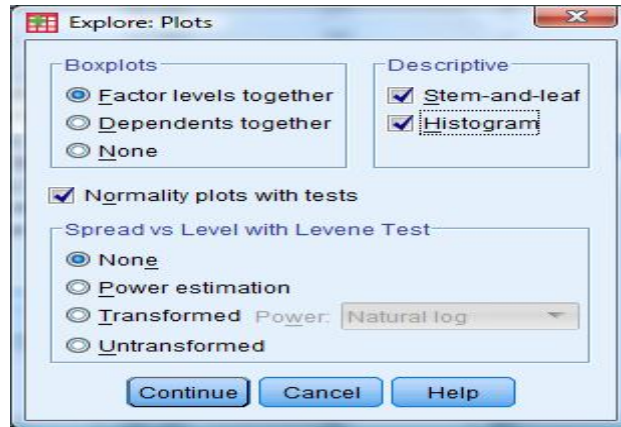 Explore: Plots
Boxplots
Factor levels together
Dependents together
None
Descriptive
Stem-and-leaf
Histogram
Normality plots with tests
Spread vs Level with Levene Test
None
Power estimation
Transformed Power: Natural log
Untransformed
Continue Cancel Help